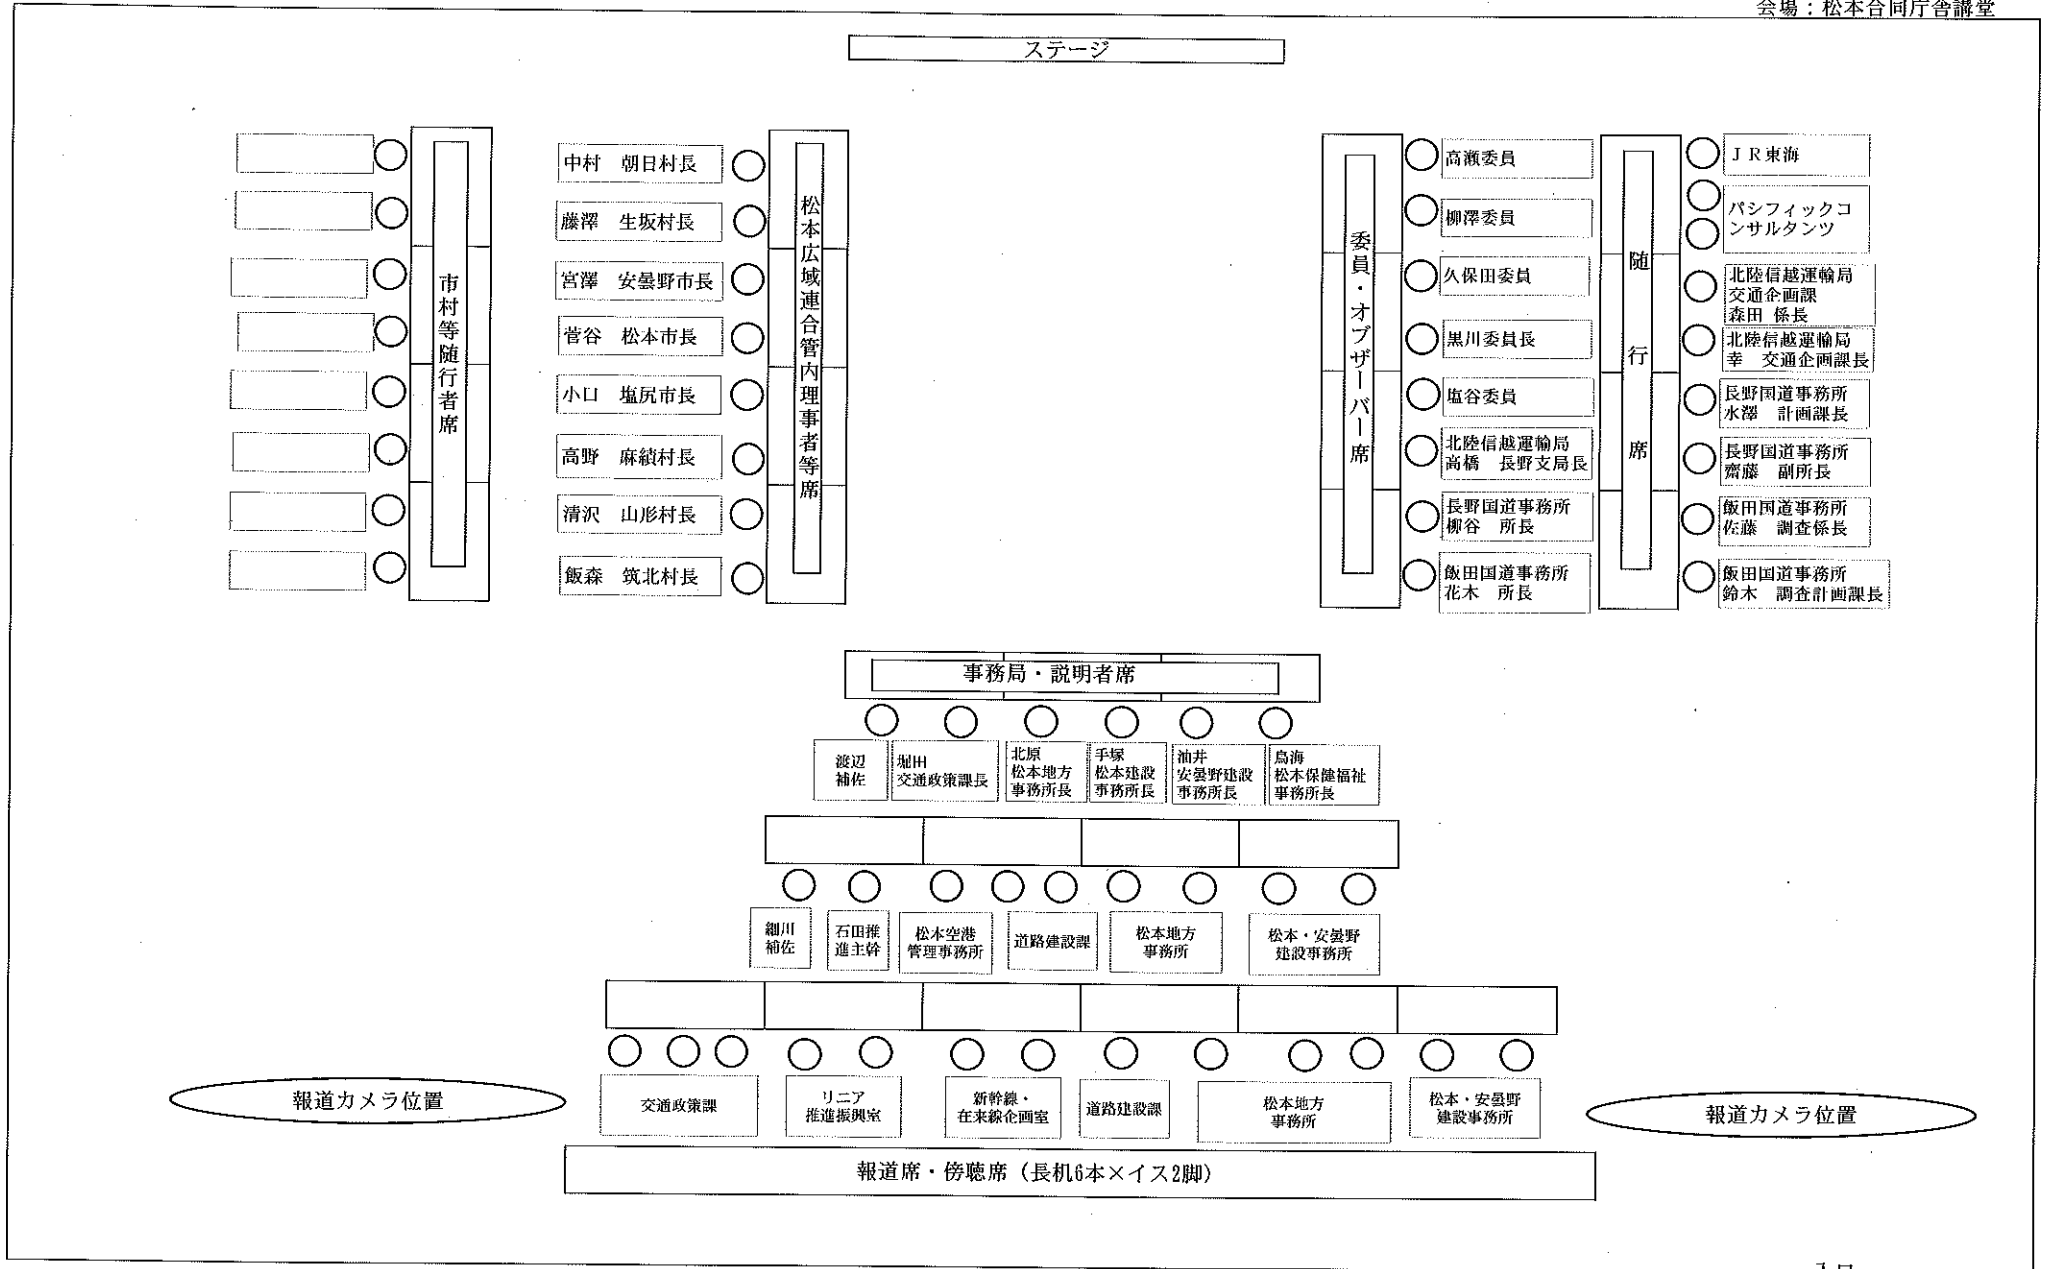 会場：松本合同庁舎講堂
ステージ
市村等随行者席
中村　朝日村長
藤澤　生坂村長
宮澤　安曇野市長
菅谷　松本市長
小口　塩尻市長
高野　麻績村長
清沢　山形村長
飯森　筑北村長
松本広域連合管内理事者等席
委員・オブザーバー席
高瀬委員
柳澤委員
久保田委員
黒川委員長
塩谷委員
北陸信越運輸局
高橋　長野支局長
長野国道事務所
柳谷　所長
飯田国道事務所
花木　所長
随行席
ＪＲ東海
パシフィックコ
ンサルタンツ
北陸信越運輸局
交通企画課
森田 係長
北陸信越運輸局
幸　交通企画課長
長野国道事務所
水澤　計画課長
長野国道事務所
齋藤　副所長
飯田国道事務所
佐藤　調査係長
飯田国道事務所
鈴木　調査計画課長
事務局・説明者席
渡辺
補佐
堀田
交通政策課長
北原
松本地方
事務所長
手塚
松本建設
事務所長
油井
安曇野建設
事務所長
鳥海
松本保健福祉
事務所長
細川
補佐
石田推
進主幹
松本空港
管理事務所
道路建設課
松本地方
事務所
松本・安曇野
建設事務所
交通政策課
リニア
推進振興室
新幹線・
在来線企画室
道路建設課
松本地方
事務所
松本・安曇野
建設事務所
報道カメラ位置
報道カメラ位置
報道席・傍聴席（長机6本×イス2脚）
入口